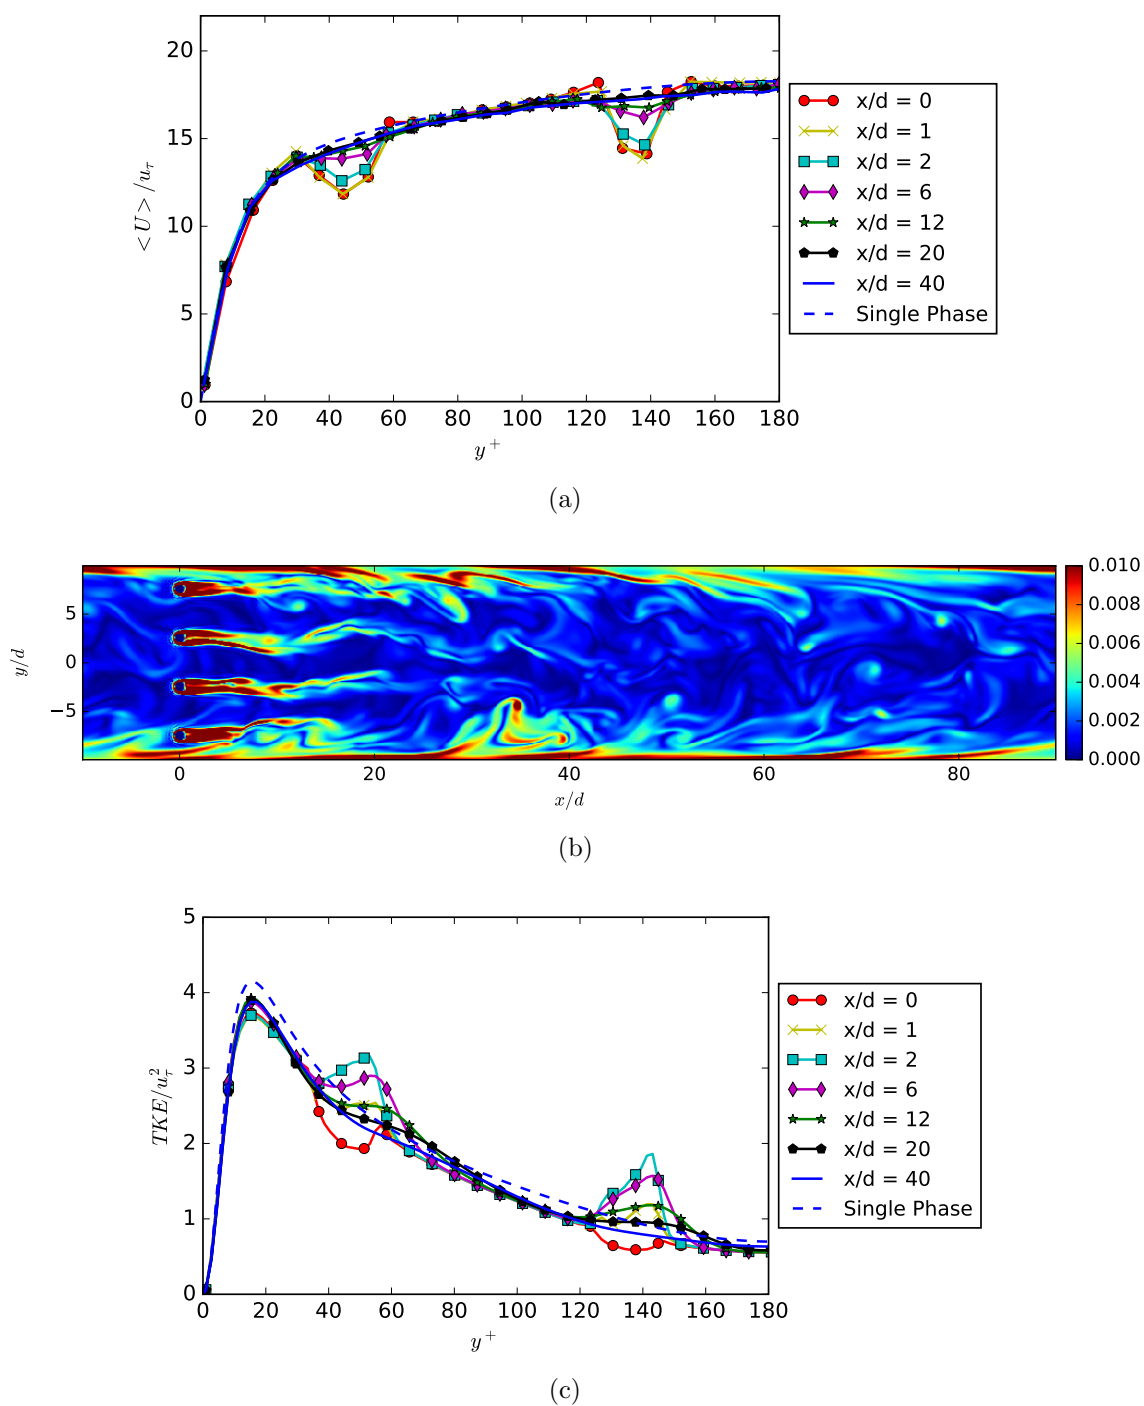 20
15
10
5
0
<U>/u_τ
0 20 40 60 80 100 120 140 160 180
y^+
x/d = 0
x/d = 1
x/d = 2
x/d = 6
x/d = 12
x/d = 20
x/d = 40
Single Phase
(a)
5
0
−5
y/d
0 20 40 60 80
x/d
0.010
0.008
0.006
0.004
0.002
0.000
(b)
5
4
3
2
1
0
TKE/u_τ^2
0 20 40 60 80 100 120 140 160 180
y^+
x/d = 0
x/d = 1
x/d = 2
x/d = 6
x/d = 12
x/d = 20
x/d = 40
Single Phase
(c)